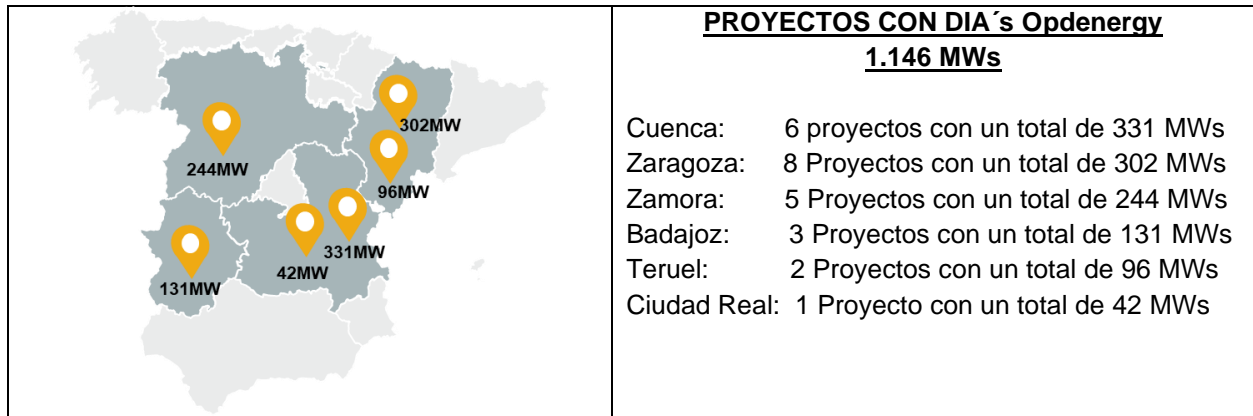 302MW
244MW
96MW
331MW
42MW
131MW
PROYECTOS CON DIA´s Opdenergy
1.146 MWs
Cuenca: 6 proyectos con un total de 331 MWs
Zaragoza: 8 Proyectos con un total de 302 MWs
Zamora: 5 Proyectos con un total de 244 MWs
Badajoz: 3 Proyectos con un total de 131 MWs
Teruel: 2 Proyectos con un total de 96 MWs
Ciudad Real: 1 Proyecto con un total de 42 MWs